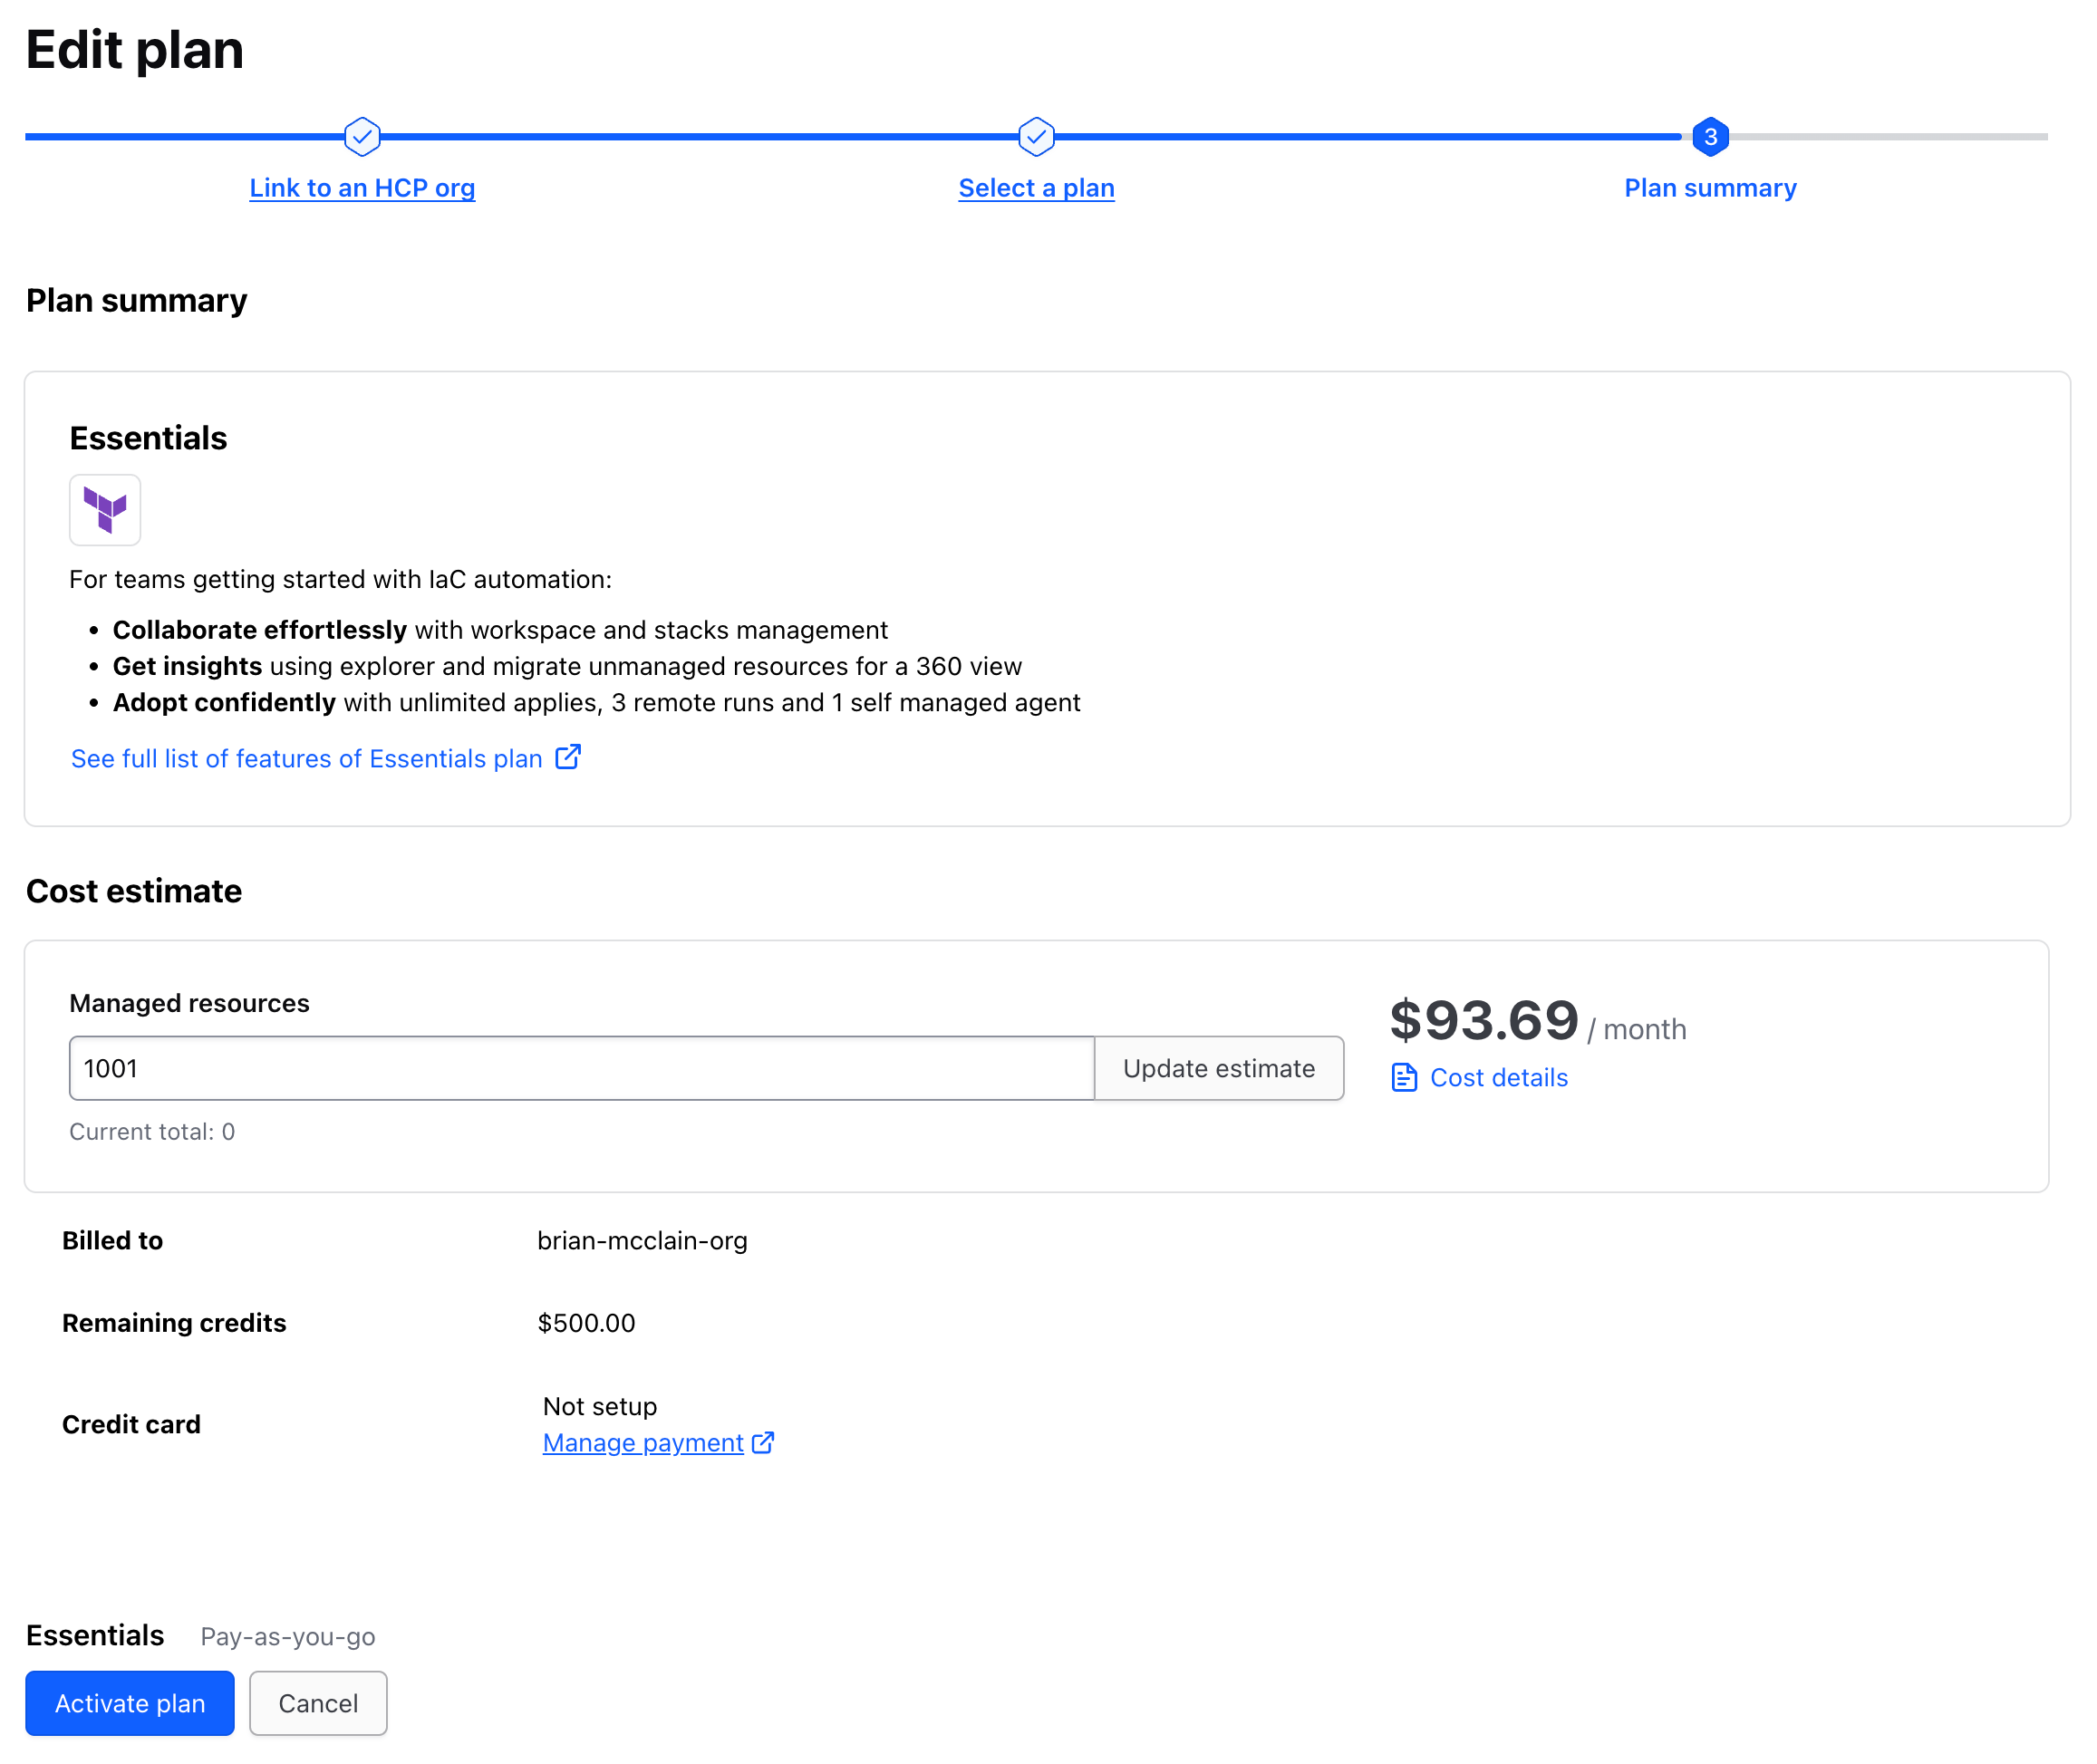 Edit plan
3
Link to an HCP org
Select a plan
Plan summary
Plan summary
Essentials
For teams getting started with IaC automation:
• Collaborate effortlessly with workspace and stacks management
• Get insights using explorer and migrate unmanaged resources for a 360 view
• Adopt confidently with unlimited applies, 3 remote runs and 1 self managed agent
See full list of features of Essentials plan
Cost estimate
Managed resources
1001
Update estimate
Current total: 0
$93.69 / month
Cost details
Billed to
brian-mcclain-org
Remaining credits
$500.00
Credit card
Not setup
Manage payment
Essentials Pay-as-you-go
Activate plan
Cancel